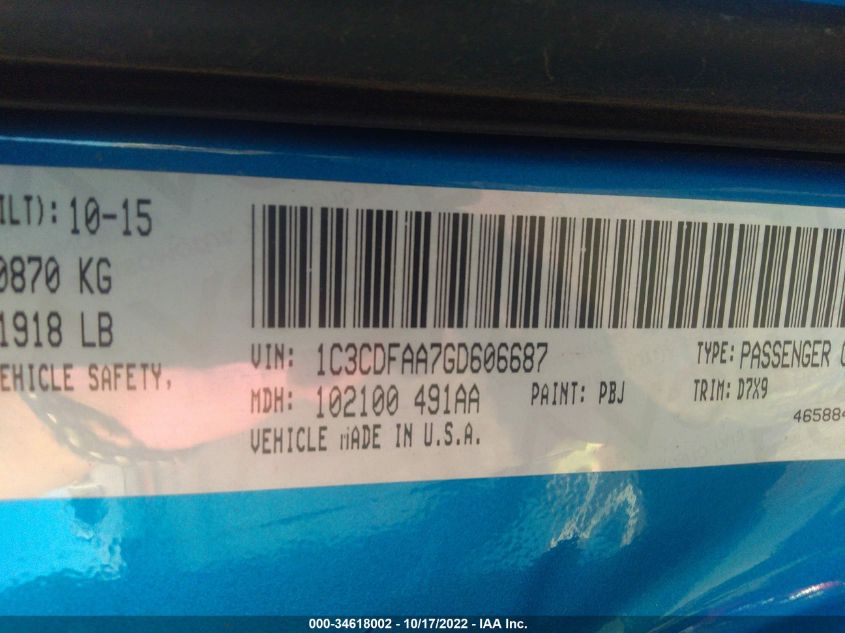 ILT): 10-15
0870 KG
1918 LB
EHICLE SAFETY,
VIN: 1C3CDFAA7GD606687
TYPE: PASSENGER
MDH: 102100 491AA
PAINT: PBJ
TRIM: D7X9
VEHICLE MADE IN U.S.A.
46588
000-34618002 - 10/17/2022 - IAA Inc.